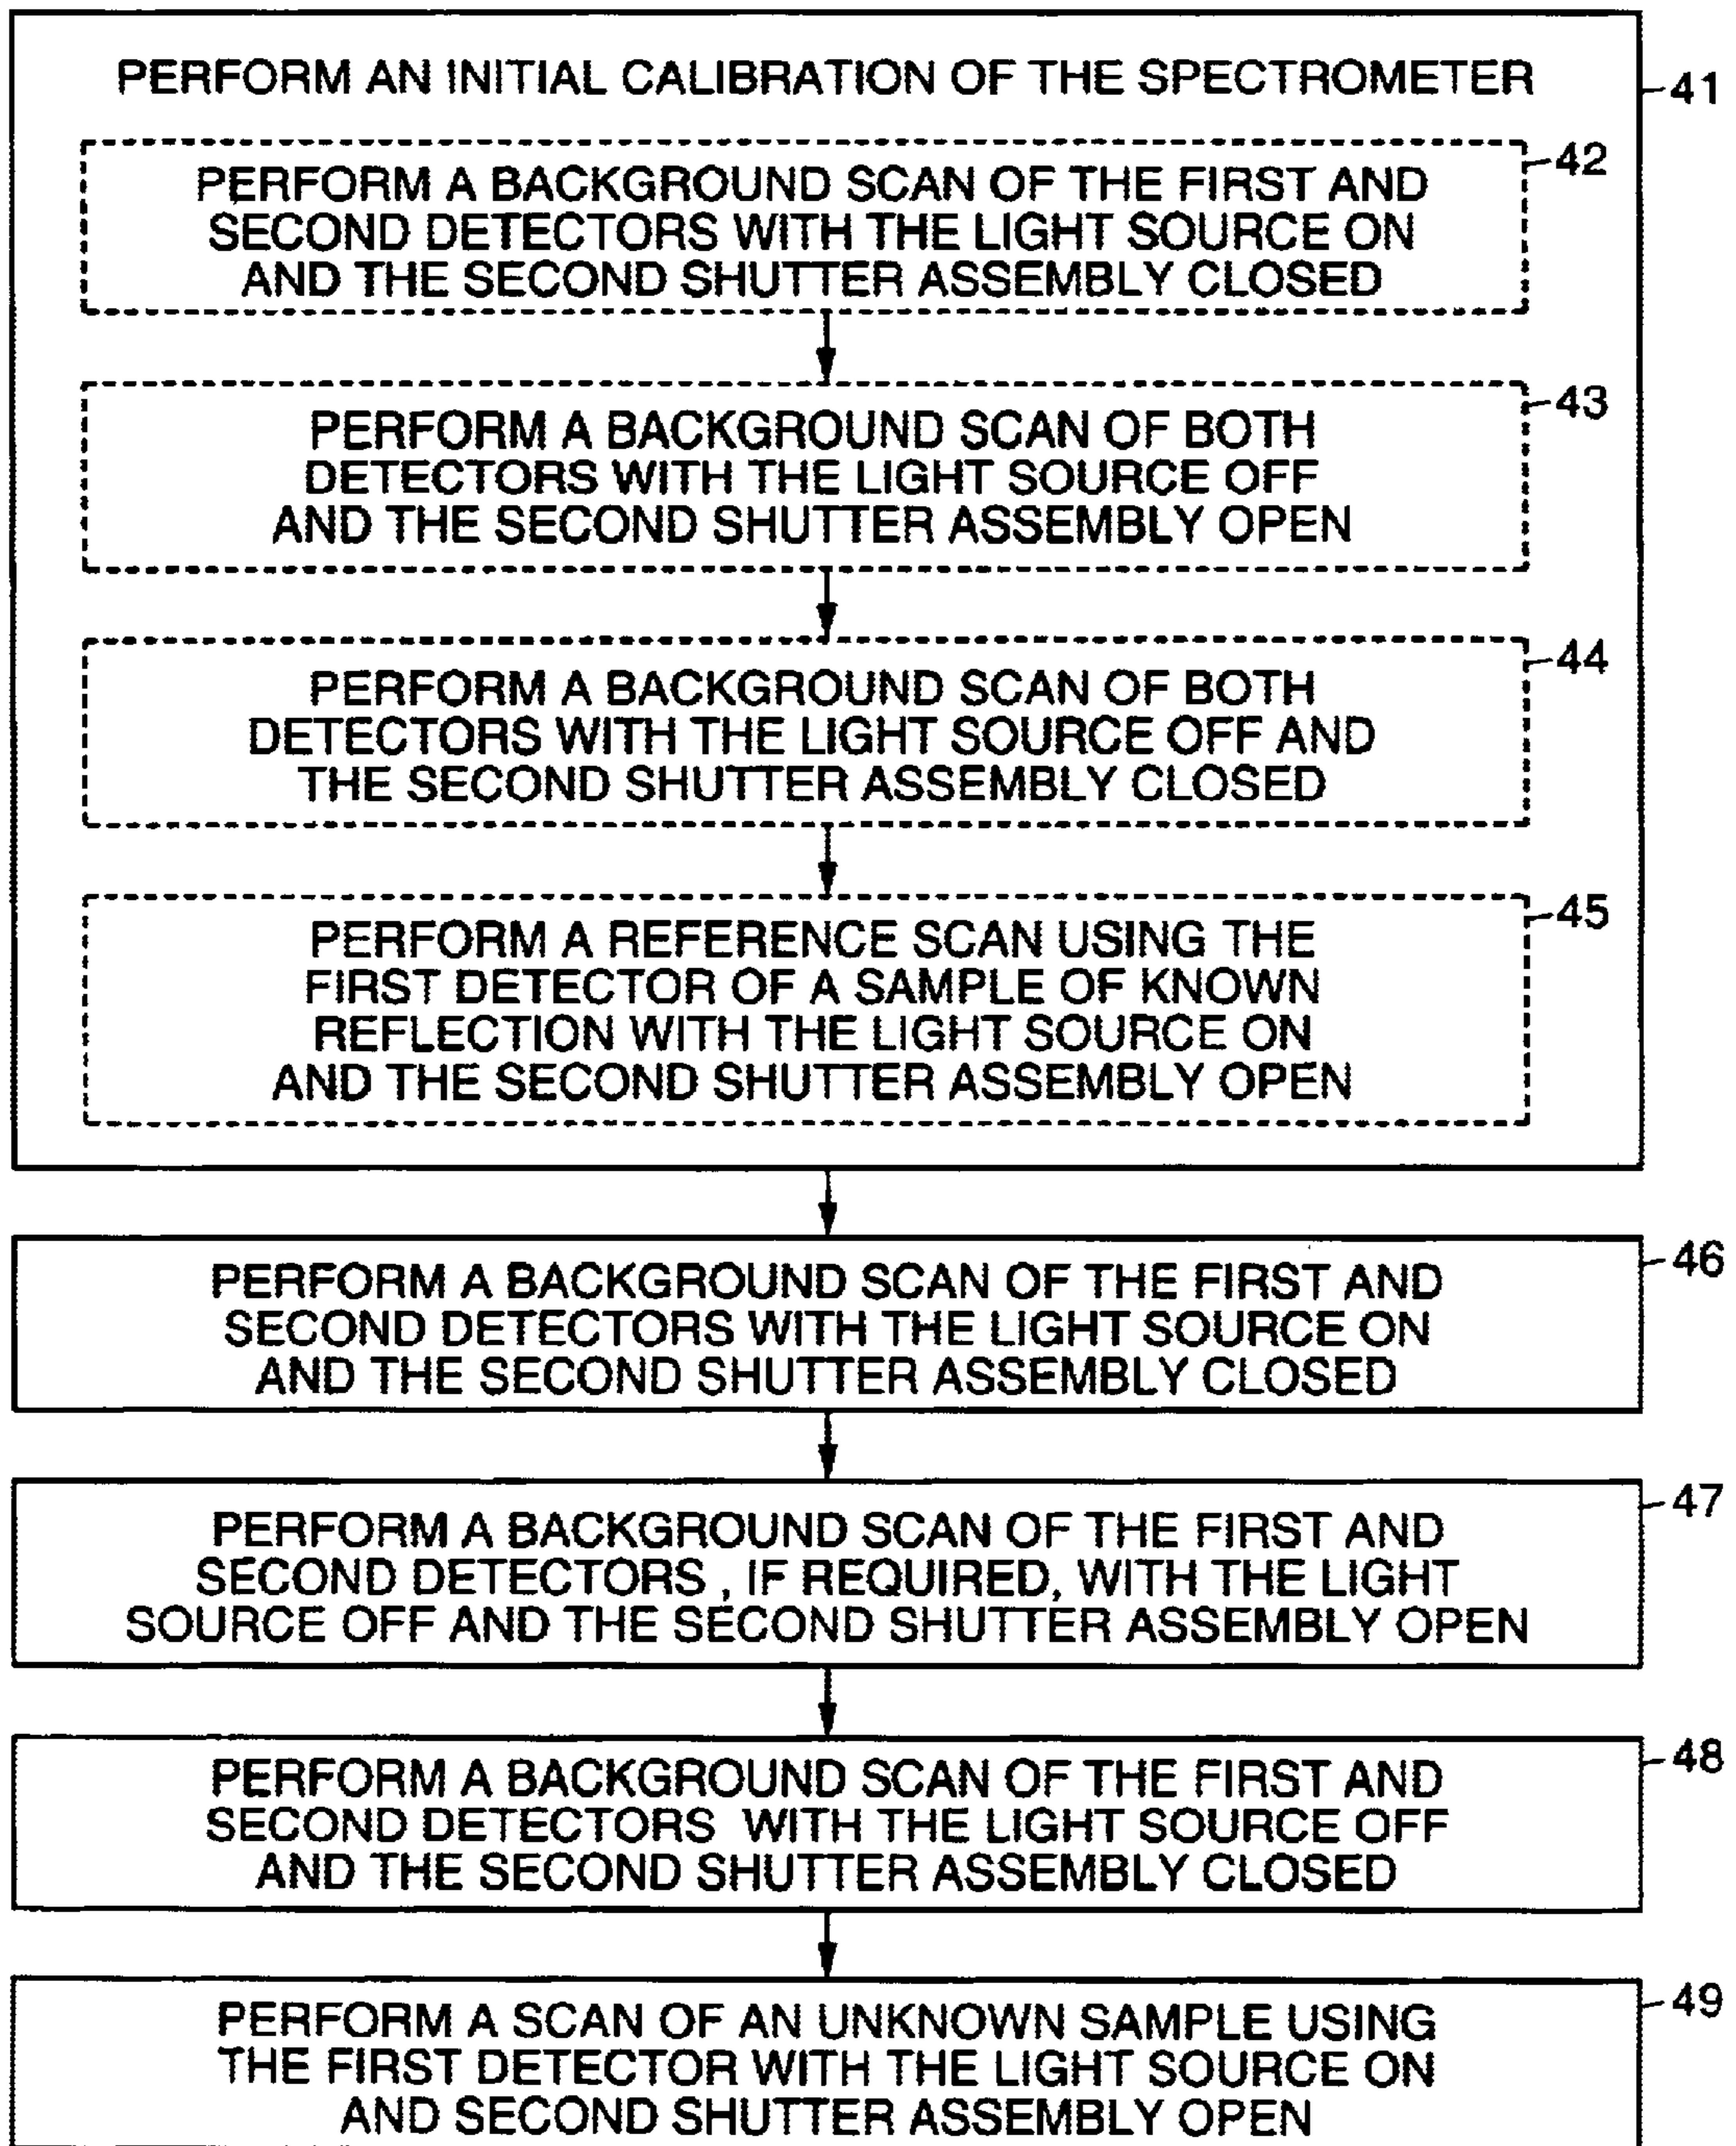 PERFORM AN INITIAL CALIBRATION OF THE SPECTROMETER
41
42
PERFORM A BACKGROUND SCAN OF THE FIRST AND
SECOND DETECTORS WITH THE LIGHT SOURCE ON
AND THE SECOND SHUTTER ASSEMBLY CLOSED
43
PERFORM A BACKGROUND SCAN OF BOTH
DETECTORS WITH THE LIGHT SOURCE OFF
AND THE SECOND SHUTTER ASSEMBLY OPEN
44
PERFORM A BACKGROUND SCAN OF BOTH
DETECTORS WITH THE LIGHT SOURCE OFF AND
THE SECOND SHUTTER ASSEMBLY CLOSED
45
PERFORM A REFERENCE SCAN USING THE
FIRST DETECTOR OF A SAMPLE OF KNOWN
REFLECTION WITH THE LIGHT SOURCE ON
AND THE SECOND SHUTTER ASSEMBLY OPEN
46
PERFORM A BACKGROUND SCAN OF THE FIRST AND
SECOND DETECTORS WITH THE LIGHT SOURCE ON
AND THE SECOND SHUTTER ASSEMBLY CLOSED
47
PERFORM A BACKGROUND SCAN OF THE FIRST AND
SECOND DETECTORS , IF REQUIRED, WITH THE LIGHT
SOURCE OFF AND THE SECOND SHUTTER ASSEMBLY OPEN
48
PERFORM A BACKGROUND SCAN OF THE FIRST AND
SECOND DETECTORS WITH THE LIGHT SOURCE OFF
AND THE SECOND SHUTTER ASSEMBLY CLOSED
49
PERFORM A SCAN OF AN UNKNOWN SAMPLE USING
THE FIRST DETECTOR WITH THE LIGHT SOURCE ON
AND SECOND SHUTTER ASSEMBLY OPEN